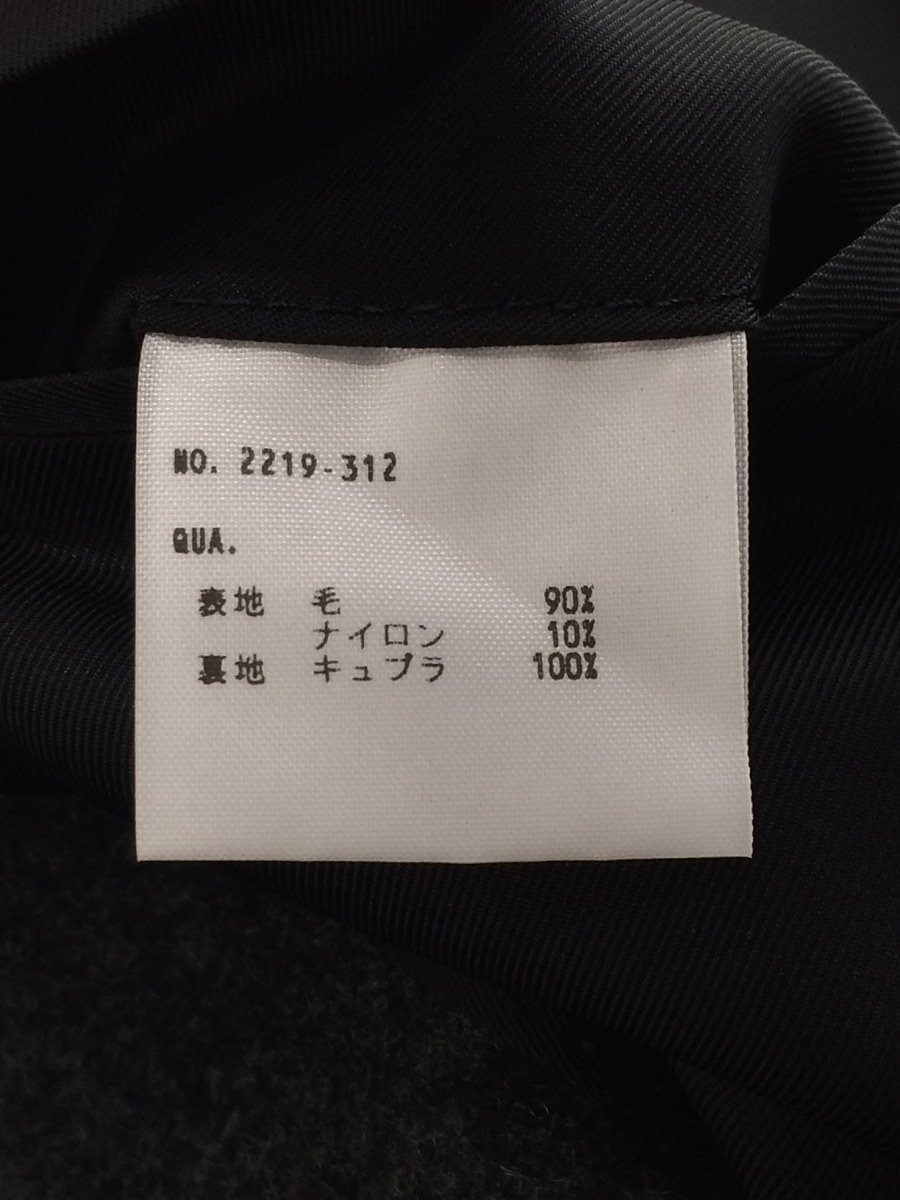 NO. 2219-312
QUA.
表地 毛 90%
ナイロン 10%
裏地 キュプラ 100%